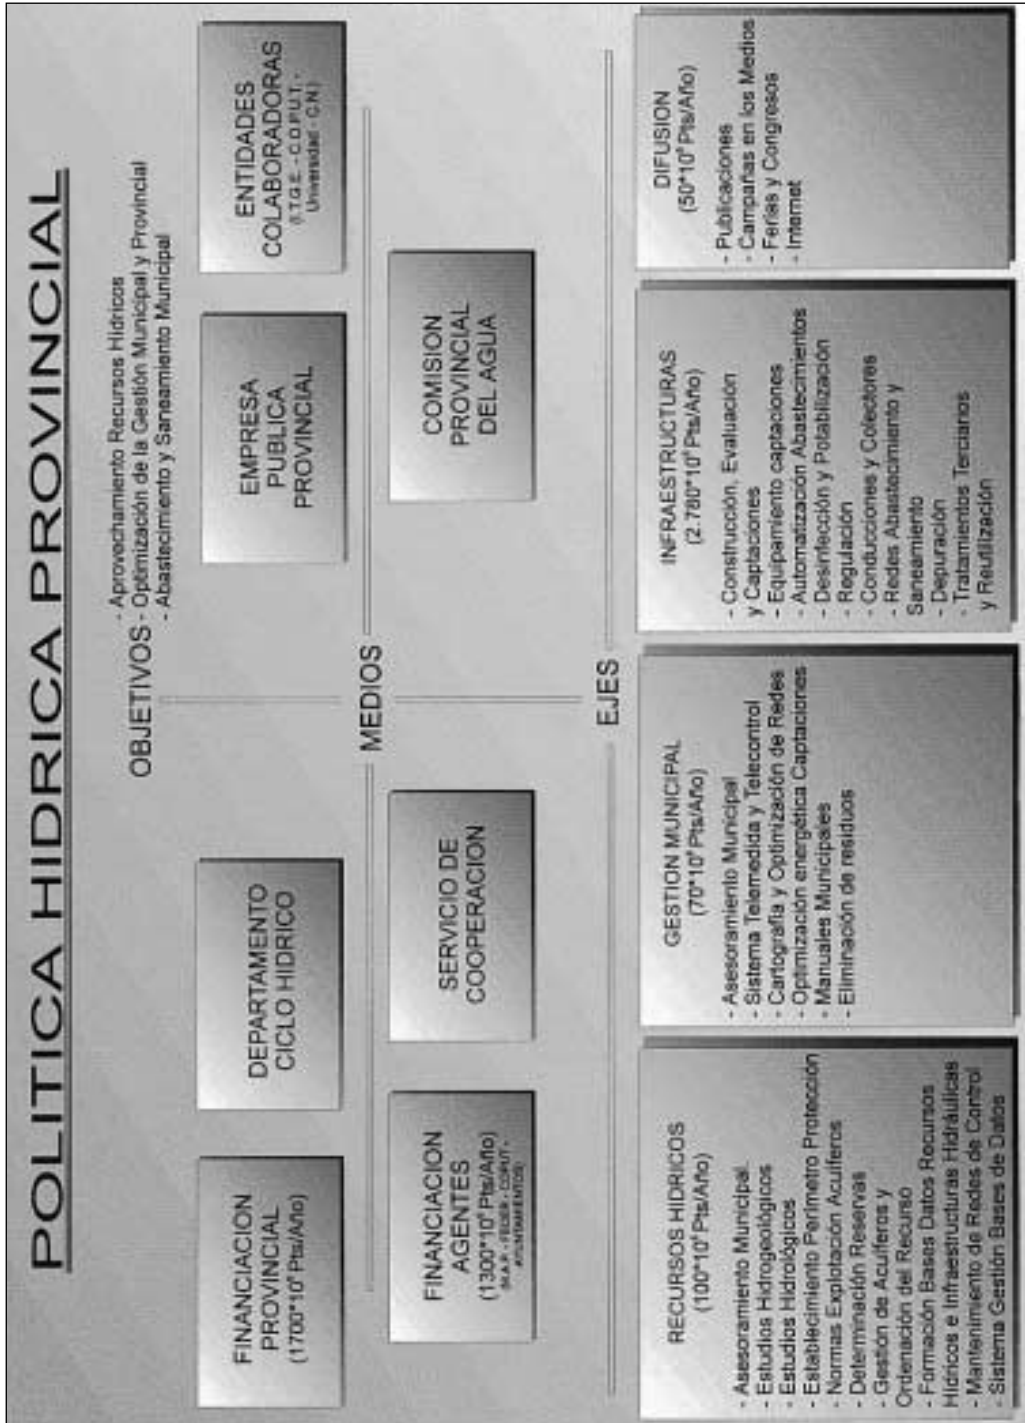 POLITICA HIDRICA PROVINCIAL
OBJETIVOS
- Aprovechamiento Recursos Hídricos
- Optimización de la Gestión Municipal y Provincial
- Abastecimiento y Saneamiento Municipal
FINANCIACION
PROVINCIAL
(1700*10⁶ Pts/Año)
DEPARTAMENTO
CICLO HIDRICO
EMPRESA
PUBLICA
PROVINCIAL
ENTIDADES
COLABORADORAS
(I.T.G.E. - C.O.P.U.T. -
Universidad - C.N.)
MEDIOS
FINANCIACION
AGENTES
(1300*10⁶ Pts/Año)
(M.A.P. - FEDER - COPUT -
AYUNTAMIENTOS)
SERVICIO DE
COOPERACION
COMISION
PROVINCIAL
DEL AGUA
EJES
RECURSOS HIDRICOS
(100*10⁶ Pts/Año)
- Asesoramiento Municipal.
- Estudios Hidrogeológicos
- Estudios Hidrológicos
- Establecimiento Perímetro Protección
- Normas Explotación Acuíferos
- Determinación Reservas
- Gestión de Acuíferos y
Ordenación del Recurso
- Formación Bases Datos Recursos
Hídricos e Infraestructuras Hidráulicas
- Mantenimiento de Redes de Control
- Sistema Gestión Bases de Datos
GESTION MUNICIPAL
(70*10⁶ Pts/Año)
- Asesoramiento Municipal
- Sistema Telemedida y Telecontrol
- Cartografía y Optimización de Redes
- Optimización energética Captaciones
- Manuales Municipales
- Eliminación de residuos
INFRAESTRUCTURAS
(2.780*10⁶ Pts/Año)
- Construcción, Evaluación
y Captaciones
- Equipamiento captaciones
- Automatización Abastecimientos
- Desinfección y Potabilización
- Regulación
- Conducciones y Colectores
- Redes Abastecimiento y
Saneamiento
- Depuración
- Tratamientos Terciarios
y Reutilización
DIFUSION
(50*10⁶ Pts/Año)
- Publicaciones
- Campañas en los Medios
- Ferias y Congresos
- Internet